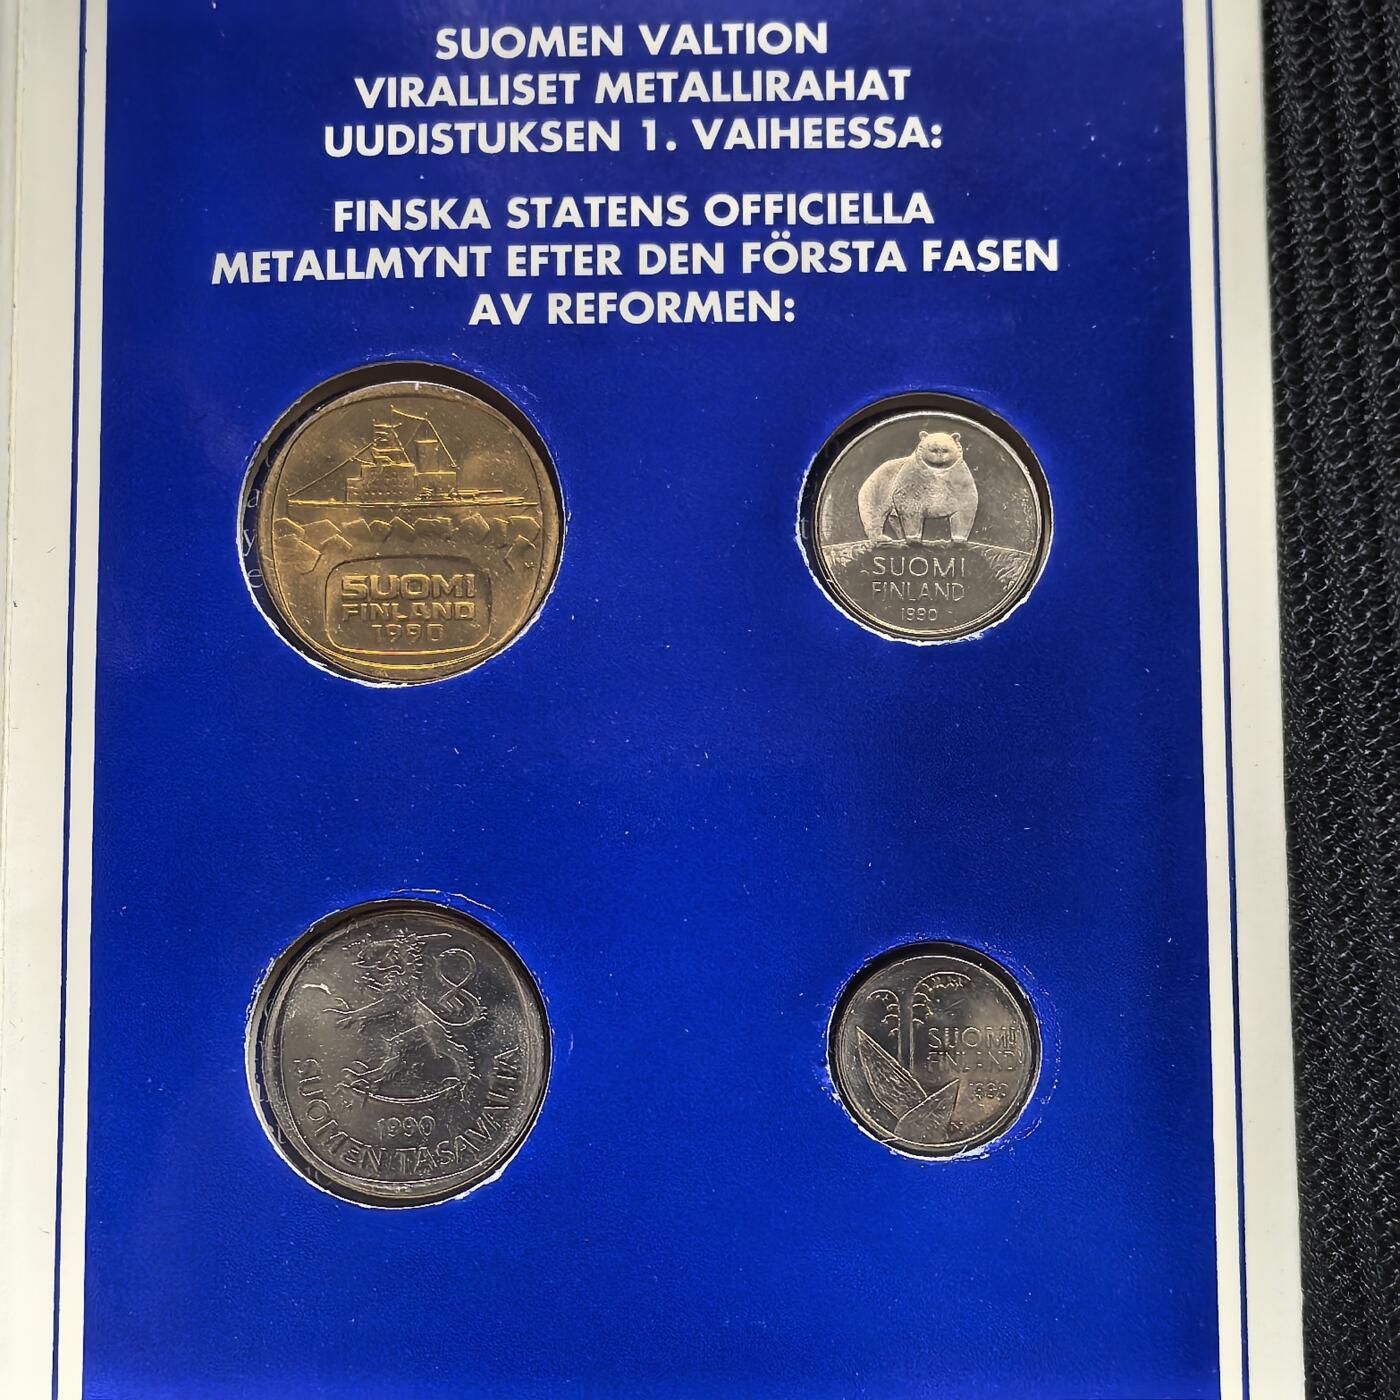 SUOMEN VALTION
VIRALLISET METALLIRAHAT
UUDISTUKSEN 1. VAIHEESSA:
FINSKA STATENS OFFICIELLA
METALLMYNT EFTER DEN FÖRSTA FASEN
AV REFORMEN:
SUOMI
FINLAND
1990
SUOMI
FINLAND
1990
1990
SUOMEN TASAVALTA
SUOMI
FINLAND
1990